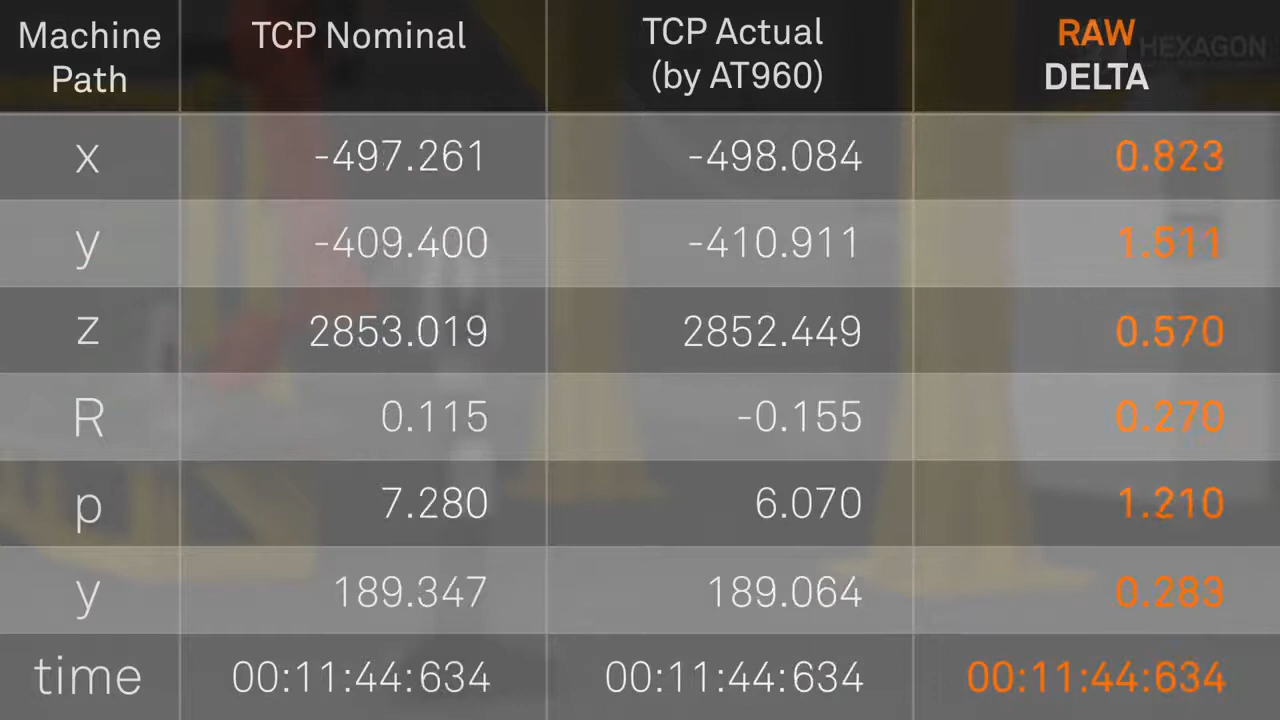 Machine Path
TCP Nominal
TCP Actual
(by AT960)
RAW
DELTA
HEXAGON
x -497.261 -498.084 0.823
y -409.400 -410.911 1.511
z 2853.019 2852.449 0.570
R 0.115 -0.155 0.270
p 7.280 6.070 1.210
y 189.347 189.064 0.283
time 00:11:44:634 00:11:44:634 00:11:44:634